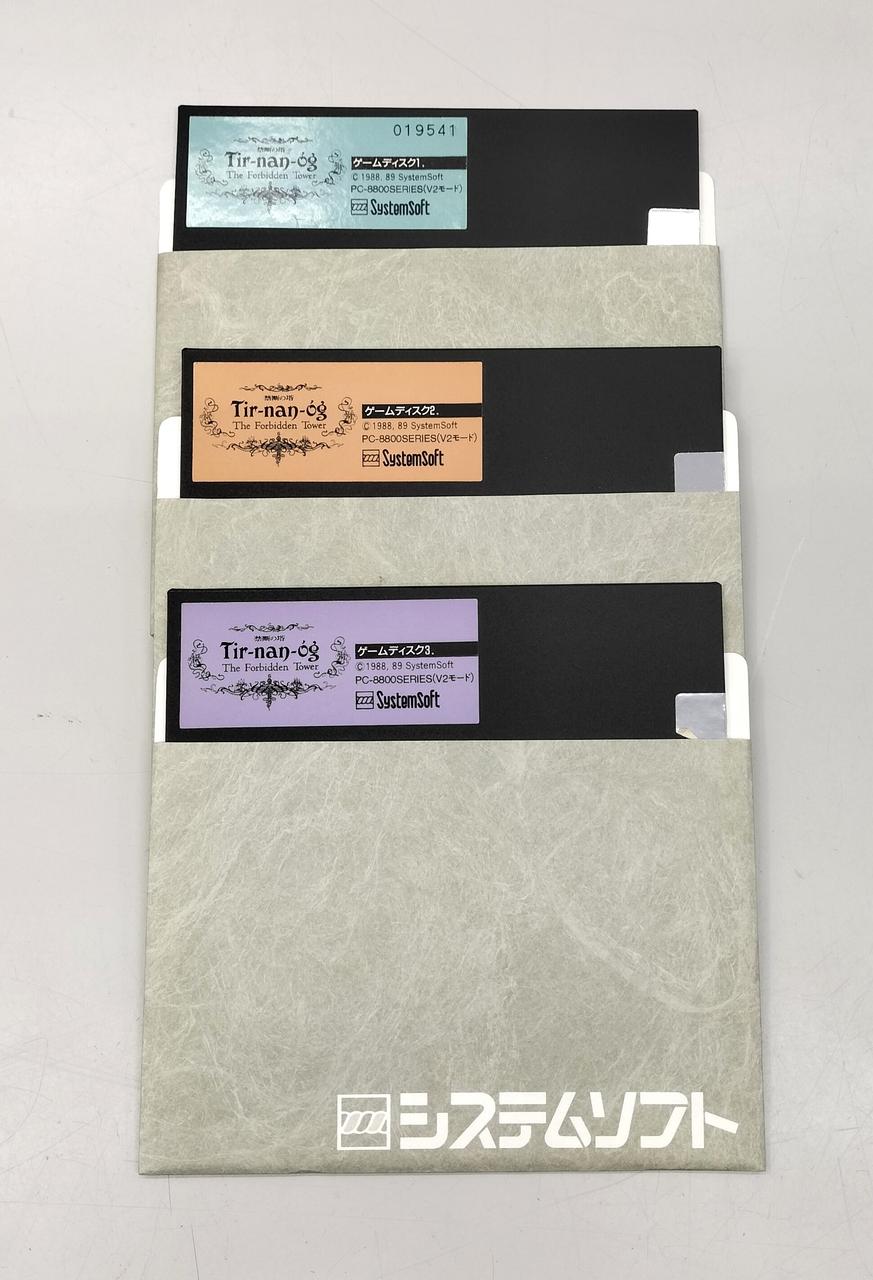 019541
禁断の塔
Tir-nan-óg
The Forbidden Tower
ゲームディスク1.
© 1988, 89 SystemSoft
PC-8800SERIES(V2モード)
SystemSoft
禁断の塔
Tir-nan-óg
The Forbidden Tower
ゲームディスク2.
© 1988, 89 SystemSoft
PC-8800SERIES(V2モード)
SystemSoft
禁断の塔
Tir-nan-óg
The Forbidden Tower
ゲームディスク3.
© 1988, 89 SystemSoft
PC-8800SERIES(V2モード)
SystemSoft
システムソフト